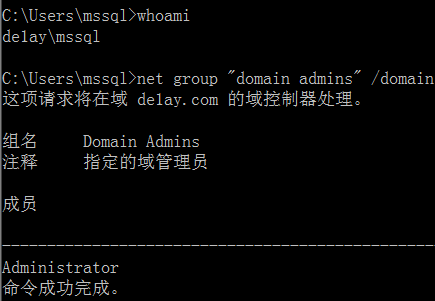 C:\Users\mssql>whoami
delay\mssql
C:\Users\mssql>net group "domain admins" /domain
这项请求将在域 delay.com 的域控制器处理。
组名     Domain Admins
注释     指定的域管理员
成员
-------------------------------------------------
Administrator
命令成功完成。